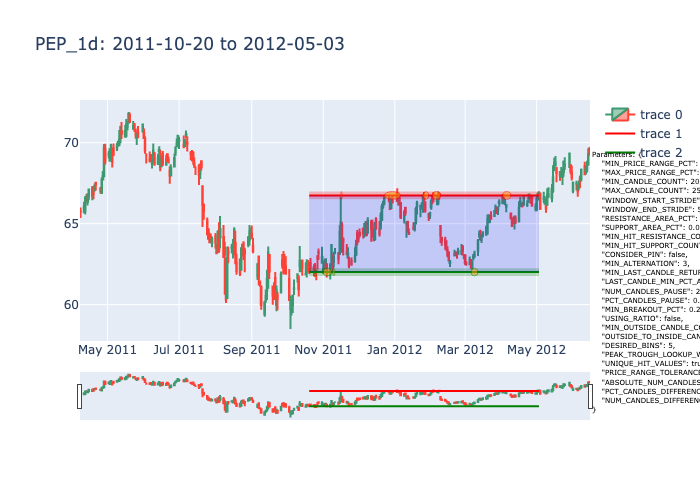 PEP_1d: 2011-10-20 to 2012-05-03
70
65
60
May 2011 Jul 2011 Sep 2011 Nov 2011 Jan 2012 Mar 2012 May 2012
trace 0
trace 1
trace 2
Parameters: {
"MIN_PRICE_RANGE_PCT":
"MAX_PRICE_RANGE_PCT":
"MIN_CANDLE_COUNT": 20
"MAX_CANDLE_COUNT": 25
"WINDOW_START_STRIDE"
"WINDOW_END_STRIDE":
"RESISTANCE_AREA_PCT":
"SUPPORT_AREA_PCT": 0.0
"MIN_HIT_RESISTANCE_CO
"MIN_HIT_SUPPORT_COUNT
"CONSIDER_PIN": false,
"MIN_ALTERNATION": 3,
"MIN_LAST_CANDLE_RETUR
"LAST_CANDLE_MIN_PCT_A
"NUM_CANDLES_PAUSE": 2
"PCT_CANDLES_PAUSE": 0.
"MIN_BREAKOUT_PCT": 0.2
"USING_RATIO": false,
"MIN_OUTSIDE_CANDLE_CO
"OUTSIDE_TO_INSIDE_CAN
"DESIRED_BINS": 5,
"PEAK_TROUGH_LOOKUP_W
"UNIQUE_HIT_VALUES": tru
"PRICE_RANGE_TOLERANC
"ABSOLUTE_NUM_CANDLES
"PCT_CANDLES_DIFFERENC
"NUM_CANDLES_DIFFERENC
}